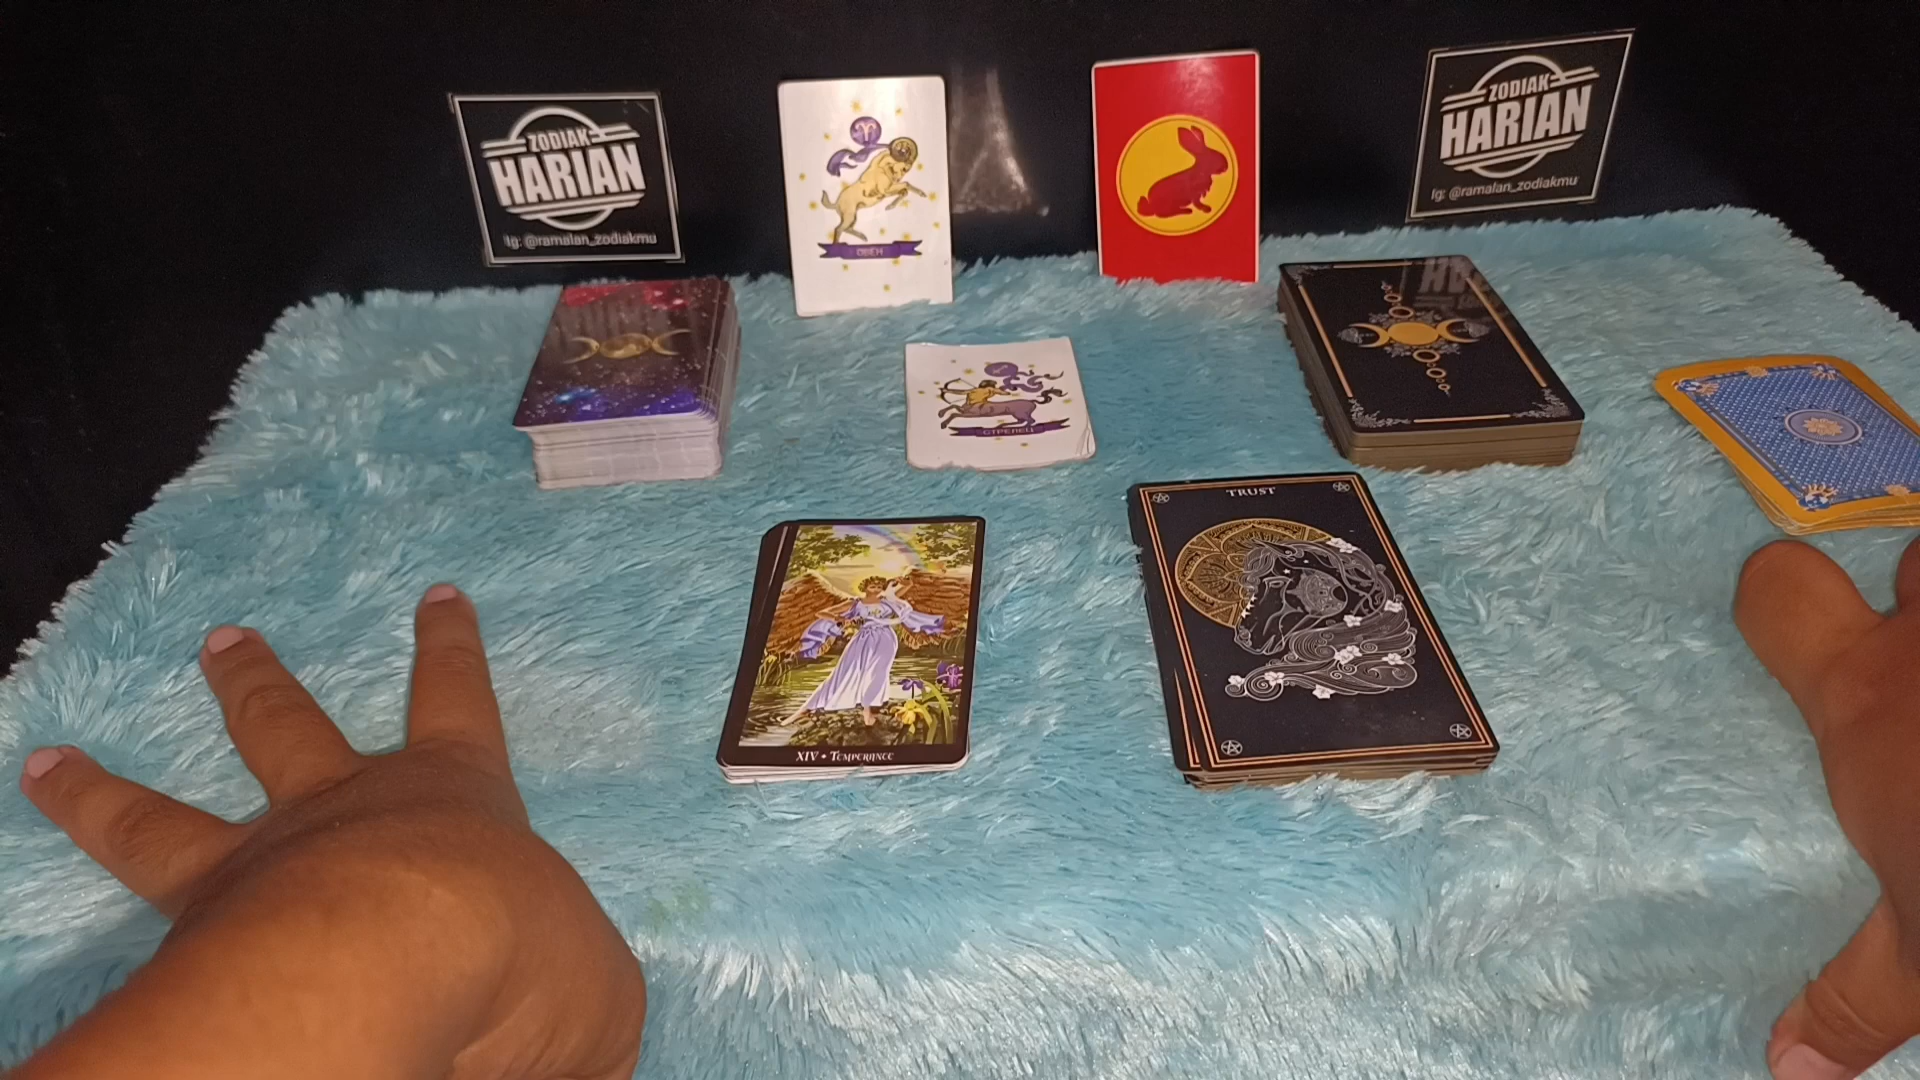 ZODIAK
HARIAN
Ig: @ramalan_zodiakmu
ОВЕН
ZODIAK
HARIAN
Ig: @ramalan_zodiakmu
СТРЕЛЕЦ
TRUST
XIV • TEMPERANCE